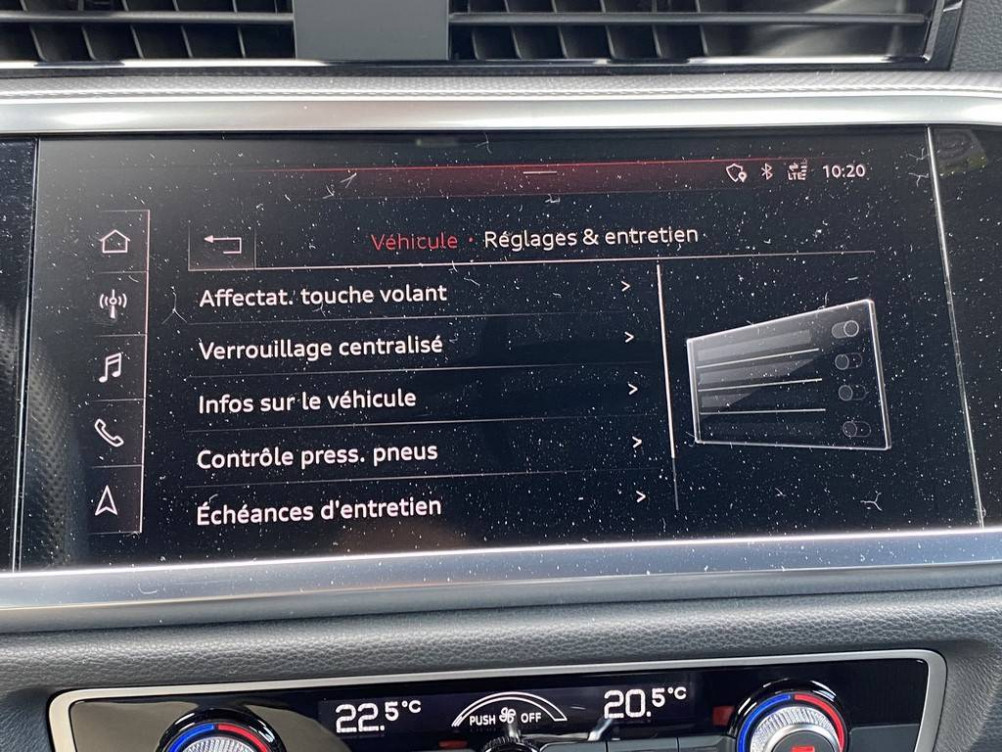 LTE 10:20
Véhicule · Réglages & entretien
Affectat. touche volant
Verrouillage centralisé
Infos sur le véhicule
Contrôle press. pneus
Échéances d'entretien
22.5°C PUSH OFF 20.5°C